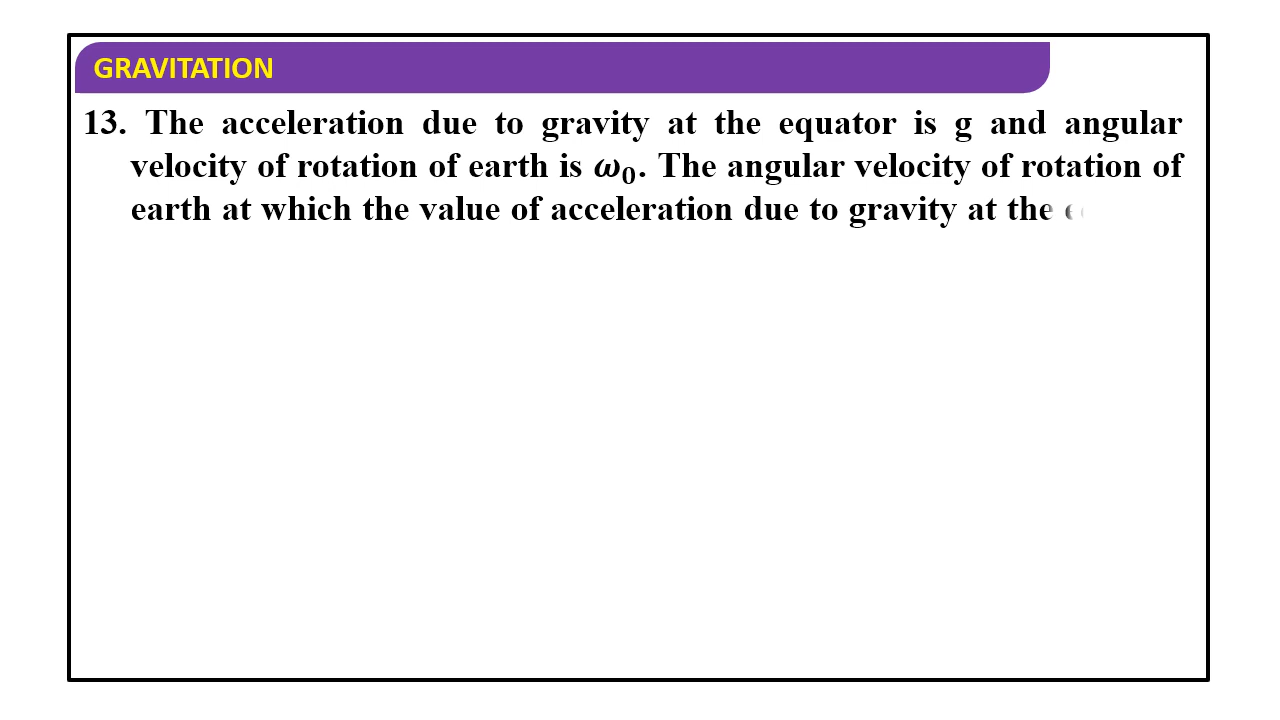 GRAVITATION
13. The acceleration due to gravity at the equator is g and angular
velocity of rotation of earth is ω₀. The angular velocity of rotation of
earth at which the value of acceleration due to gravity at the